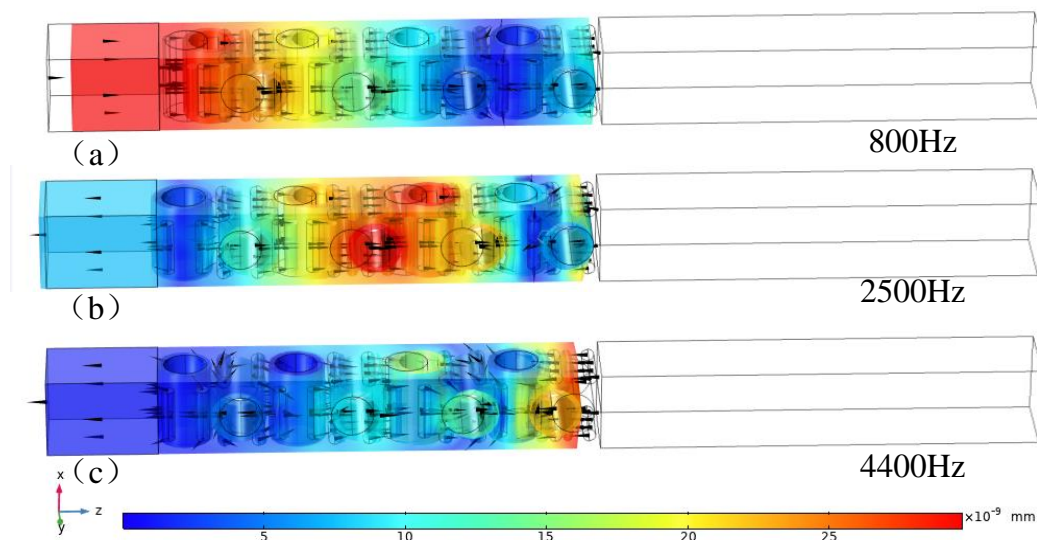 （a）
800Hz
（b）
2500Hz
（c）
4400Hz
x
z
y
5 10 15 20 25 ×10⁻⁹ mm